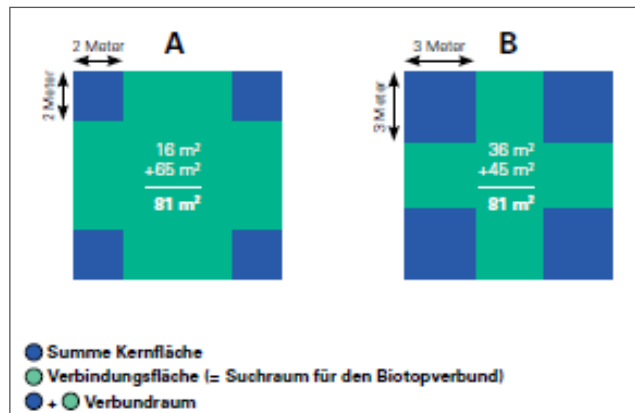 A
2 Meter
2 Meter
16 m²
+65 m²
81 m²
B
3 Meter
3 Meter
36 m²
+45 m²
81 m²
Summe Kernfläche
Verbindungsfläche (= Suchraum für den Biotopverbund)
+ Verbundraum